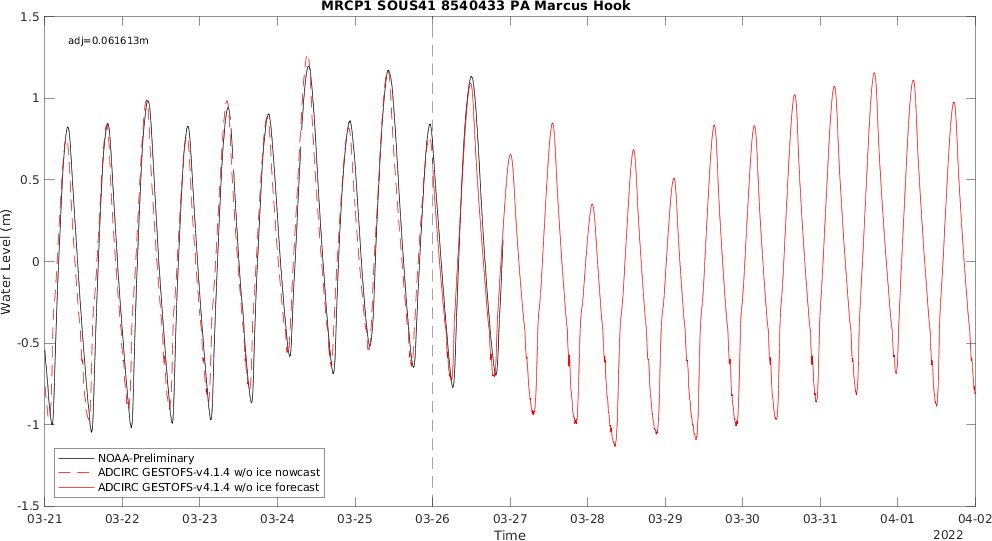 MRCP1 SOUS41 8540433 PA Marcus Hook
adj=0.061613m
1.5
1
0.5
0
-0.5
-1
-1.5
Water Level (m)
NOAA-Preliminary
ADCIRC GESTOFS-v4.1.4 w/o ice nowcast
ADCIRC GESTOFS-v4.1.4 w/o ice forecast
03-21 03-22 03-23 03-24 03-25 03-26 03-27 03-28 03-29 03-30 03-31 04-01 04-02
Time
2022